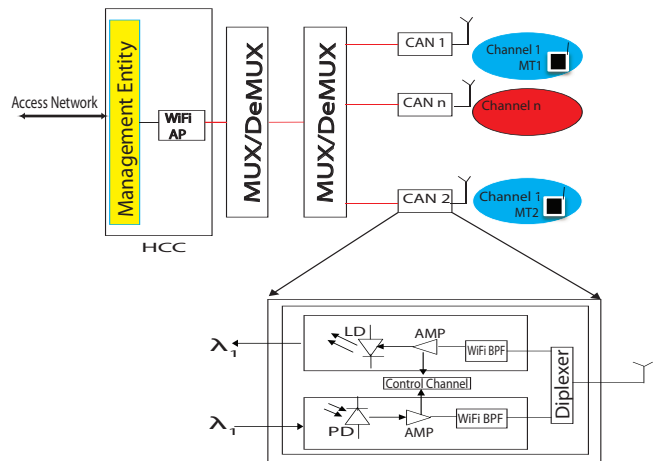 Access Network
Management Entity
WiFi
AP
HCC
MUX/DeMUX
MUX/DeMUX
CAN 1
Channel 1
MT1
CAN n
Channel n
CAN 2
Channel 1
MT2
λ1
LD
AMP
WiFi BPF
Control Channel
Diplexer
λ1
PD
AMP
WiFi BPF